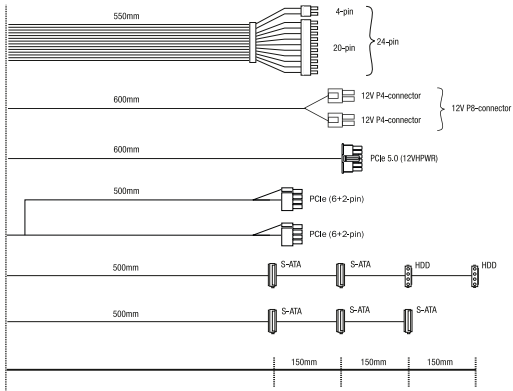 550mm
4-pin
20-pin
24-pin
600mm
12V P4-connector
12V P4-connector
12V P8-connector
600mm
PCIe 5.0 (12VHPWR)
500mm
PCIe (6+2-pin)
PCIe (6+2-pin)
500mm
S-ATA
S-ATA
HDD
HDD
500mm
S-ATA
S-ATA
S-ATA
150mm
150mm
150mm